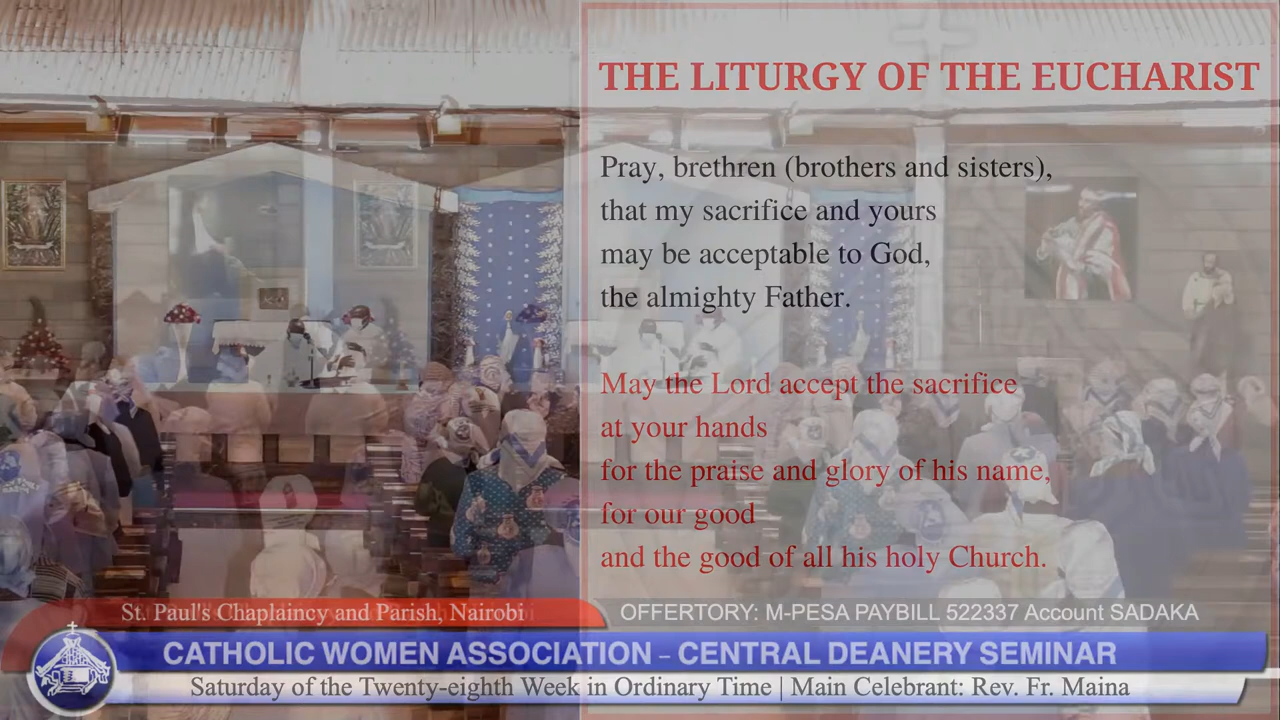 THE LITURGY OF THE EUCHARIST
Pray, brethren (brothers and sisters),
that my sacrifice and yours
may be acceptable to God,
the almighty Father.
May the Lord accept the sacrifice
at your hands
for the praise and glory of his name,
for our good
and the good of all his holy Church.
St. Paul's Chaplaincy and Parish, Nairobi
OFFERTORY: M-PESA PAYBILL 522337 Account SADAKA
CATHOLIC WOMEN ASSOCIATION – CENTRAL DEANERY SEMINAR
Saturday of the Twenty-eighth Week in Ordinary Time | Main Celebrant: Rev. Fr. Maina